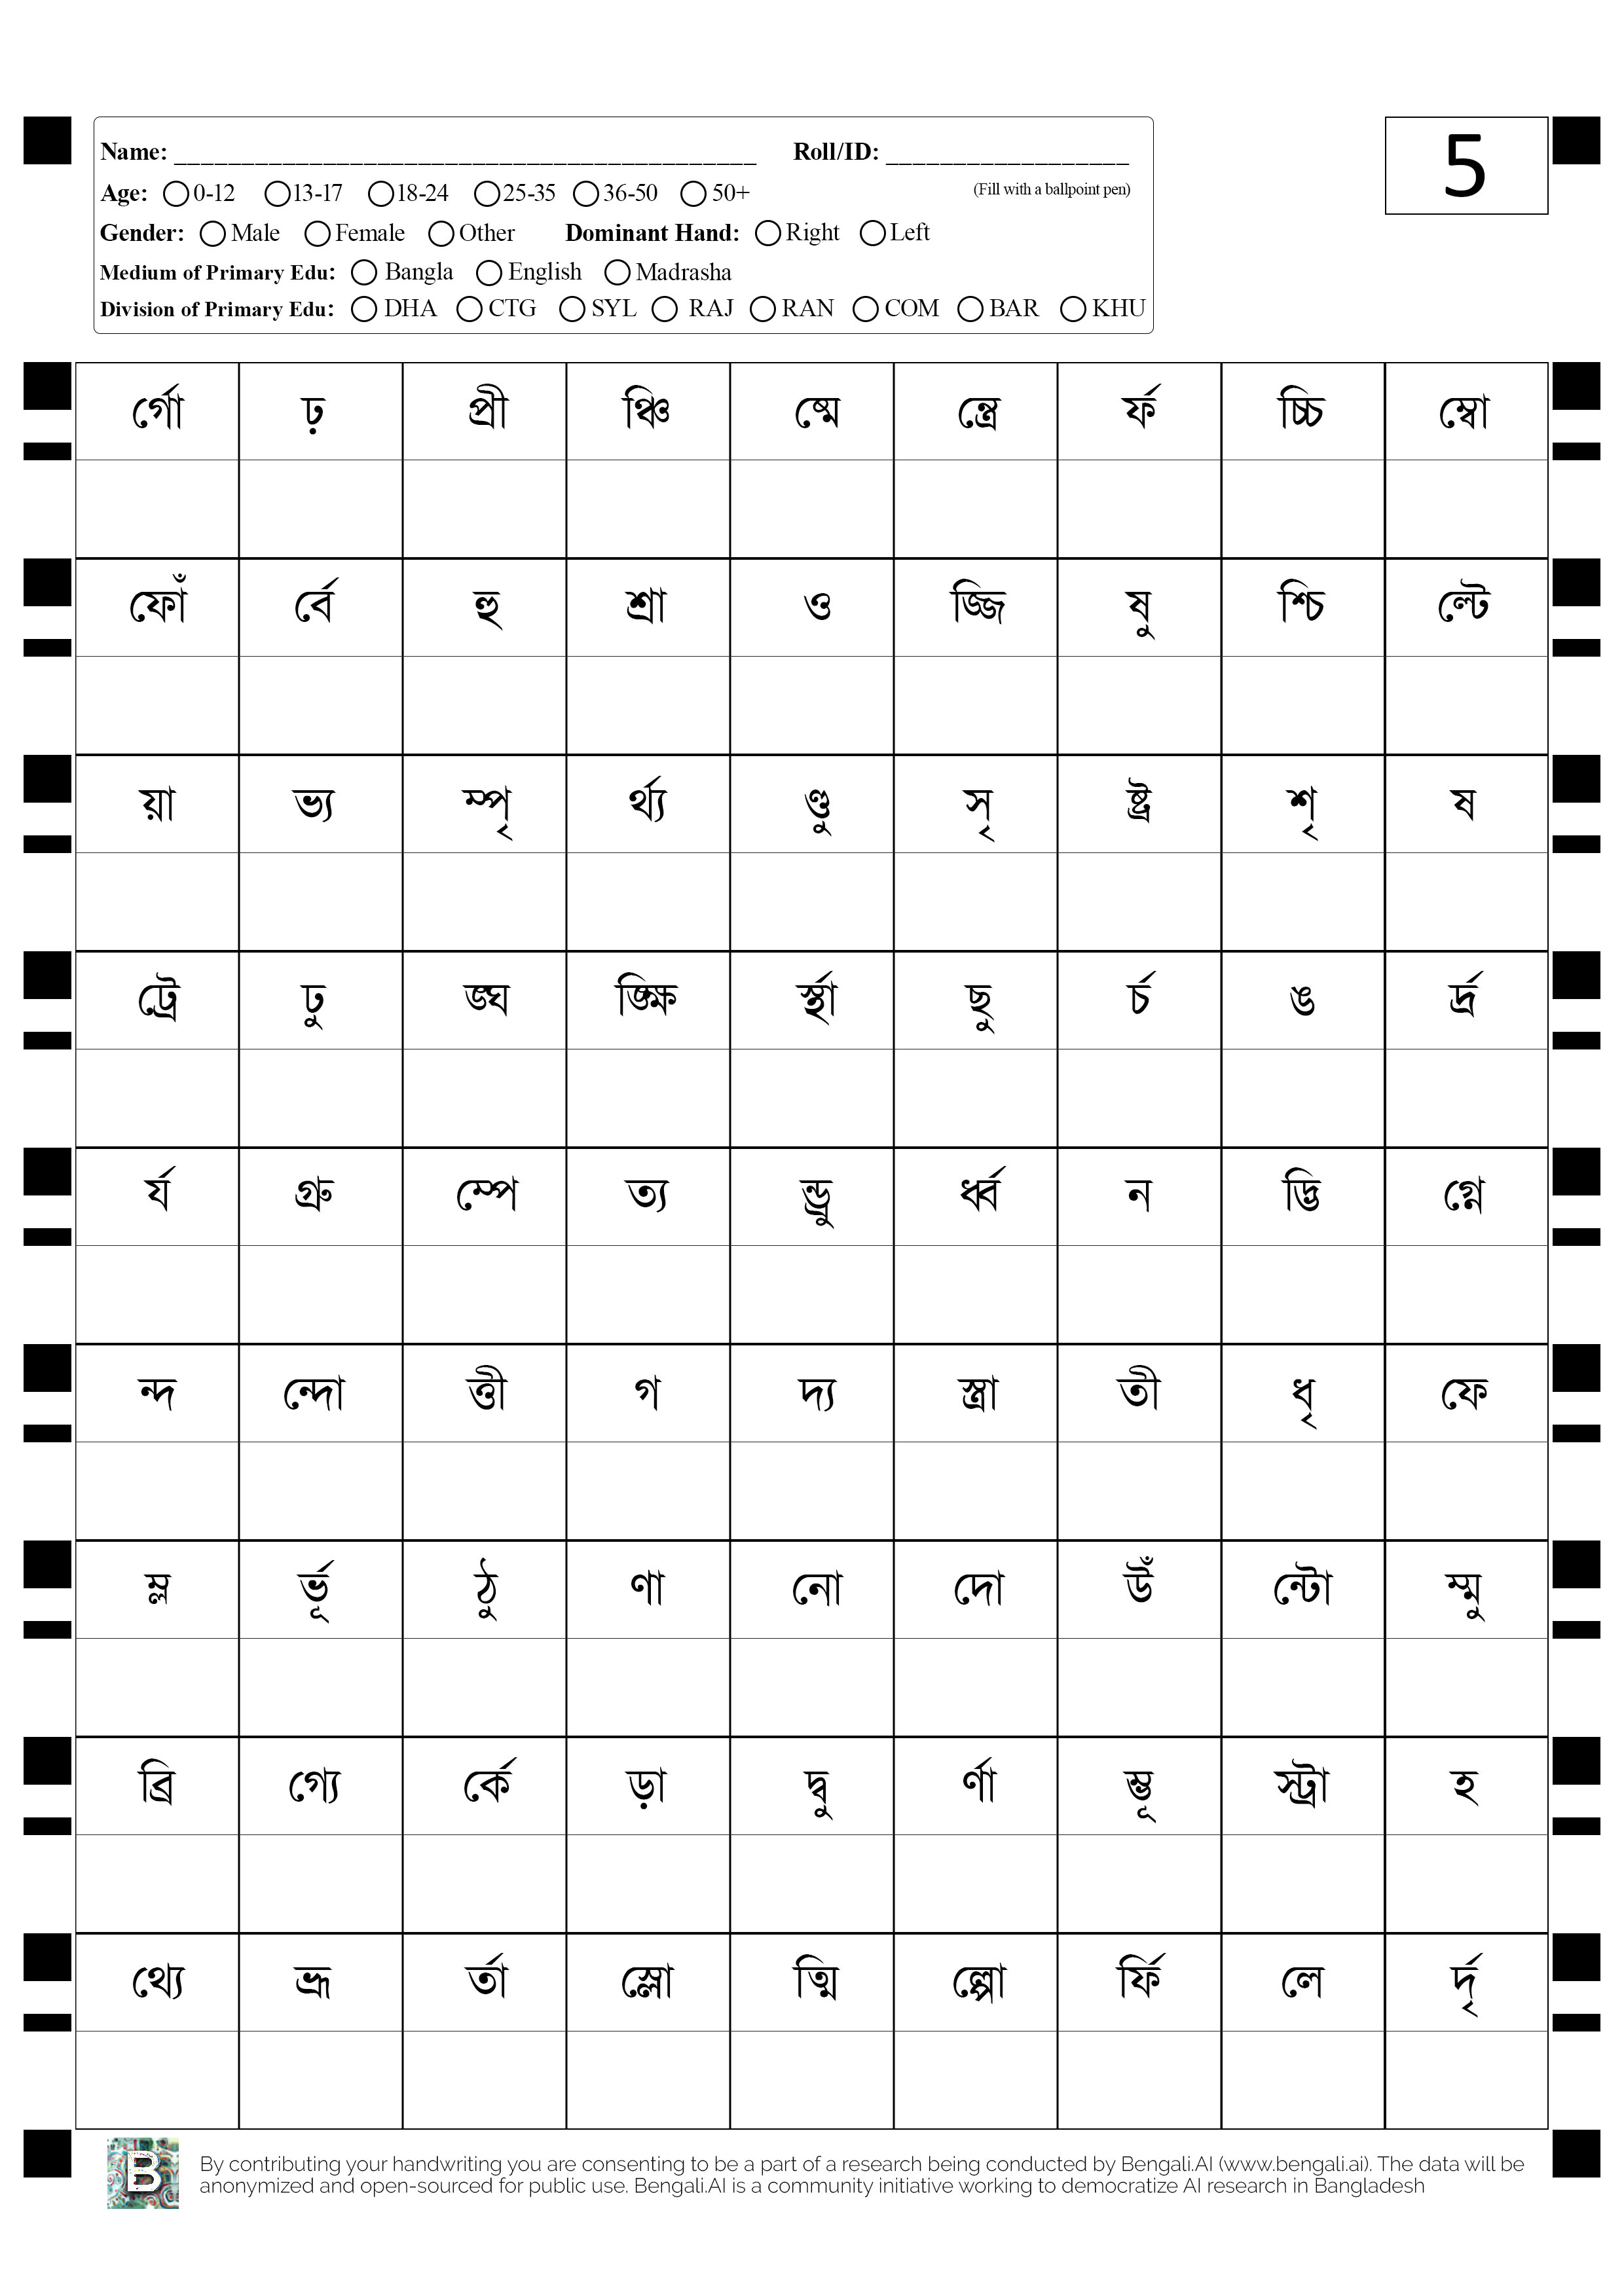 Name: ___________________________________________ Roll/ID: __________________
5
Age: 0-12 13-17 18-24 25-35 36-50 50+ (Fill with a ballpoint pen)
Gender: Male Female Other Dominant Hand: Right Left
Medium of Primary Edu: Bangla English Madrasha
Division of Primary Edu: DHA CTG SYL RAJ RAN COM BAR KHU
র্গো ঢ় প্রী ঞ্চি ষ্মে ন্ত্রে র্ফ চ্চি ম্বো
ফোঁ র্বে হু শ্রা ও জ্জি ষু শ্চি ল্টে
য়া ভ্য ম্পৃ র্থ্য ণ্ডু সৃ ষ্ট্র শৃ ষ
ট্রে ঢু ঙ্ঘ ঙ্ক্ষি র্স্থা ছু র্চ ঙ র্দ্র
র্য গ্রু ম্পে ত্য ন্ড্রু র্ধ্ব ন দ্ভি গ্নে
ন্দ ন্দো ত্তী গ দ্য স্ত্রা তী ধৃ ফে
ম্ল র্ভূ ঠু ণা নো দো উঁ ন্টো ম্মু
ব্রি গ্যে র্কে ড়া দ্বু র্ণা ম্ভূ স্ট্রা হ
থ্যে ভ্রূ র্তা স্লো ত্মি ল্পো র্ফি লে র্দৃ
B By contributing your handwriting you are consenting to be a part of a research being conducted by Bengali.AI (www.bengali.ai). The data will be
anonymized and open-sourced for public use. Bengali.AI is a community initiative working to democratize AI research in Bangladesh